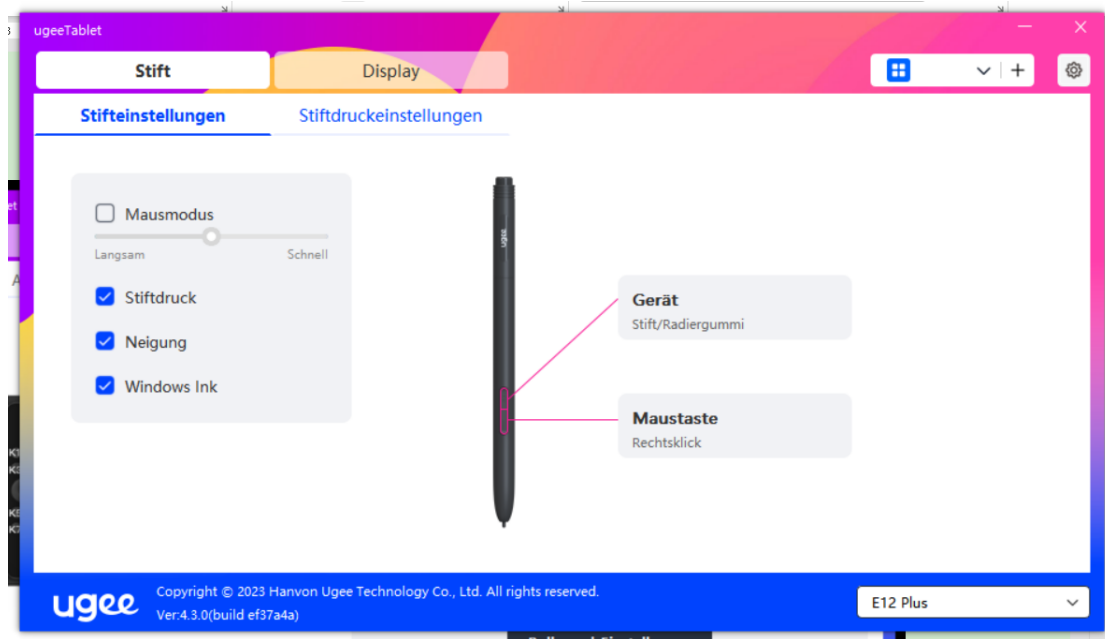 ugeeTablet
Stift
Display
Stifteinstellungen
Stiftdruckeinstellungen
Mausmodus
Langsam
Schnell
Stiftdruck
Neigung
Windows Ink
ugee
Gerät
Stift/Radiergummi
Maustaste
Rechtsklick
ugee
Copyright © 2023 Hanvon Ugee Technology Co., Ltd. All rights reserved.
Ver:4.3.0(build ef37a4a)
E12 Plus